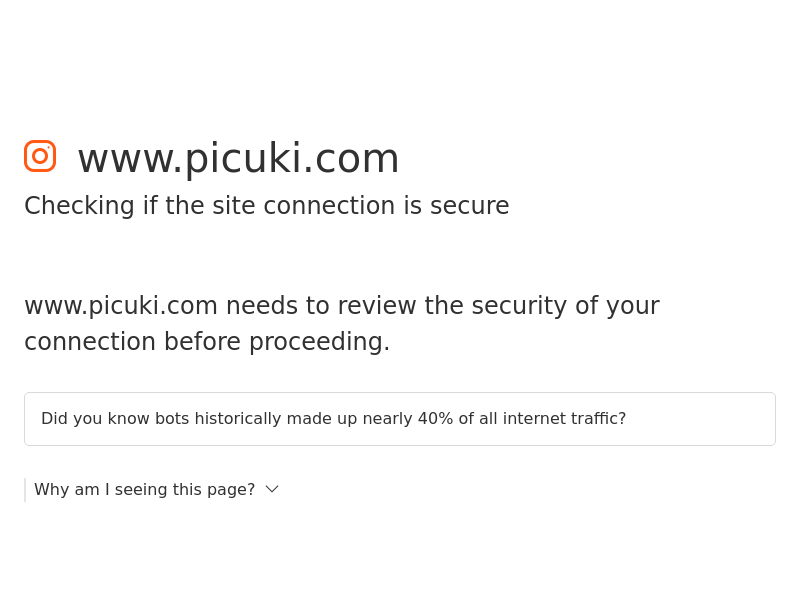 www.picuki.com
Checking if the site connection is secure
www.picuki.com needs to review the security of your
connection before proceeding.
Did you know bots historically made up nearly 40% of all internet traffic?
Why am I seeing this page?